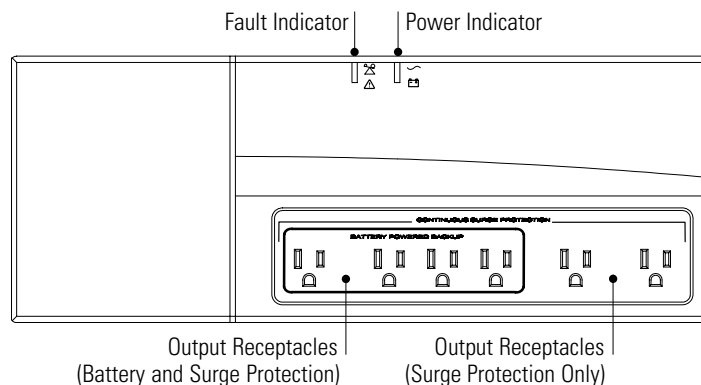 Fault Indicator
Power Indicator
CONTINUOUS SURGE PROTECTION
BATTERY POWERED BACKUP
Output Receptacles
(Battery and Surge Protection)
Output Receptacles
(Surge Protection Only)